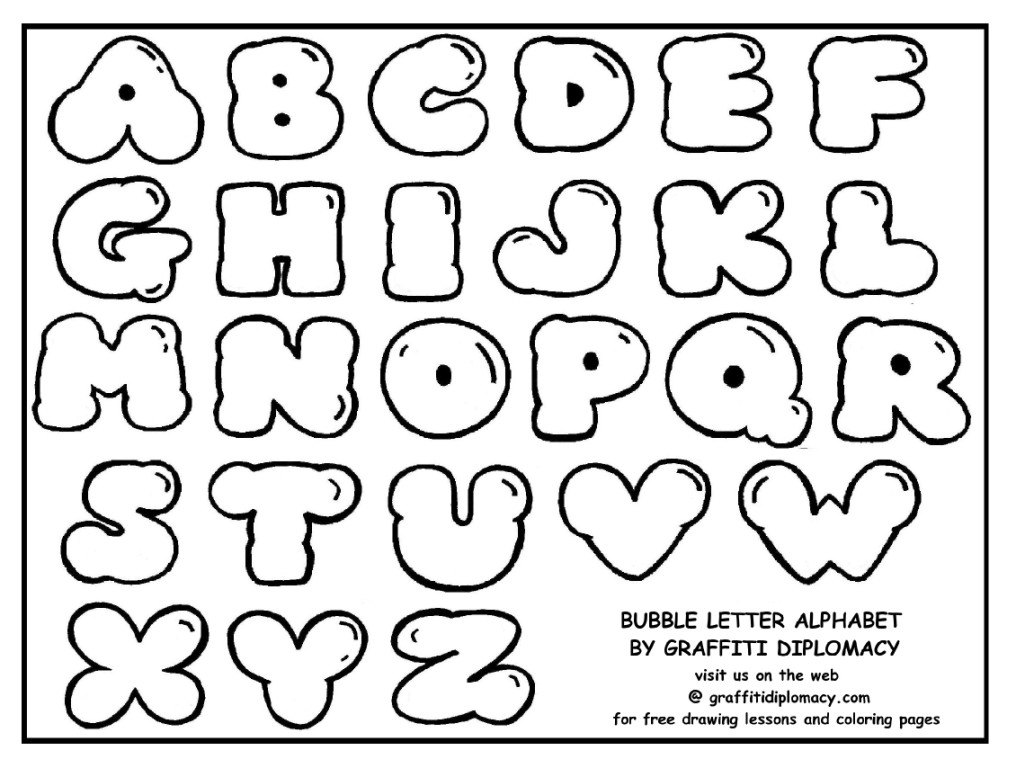 A B C D E F
G H I J K L
M N O P Q R
S T U V W
X Y Z
BUBBLE LETTER ALPHABET
BY GRAFFITI DIPLOMACY
visit us on the web
@ graffitidiplomacy.com
for free drawing lessons and coloring pages